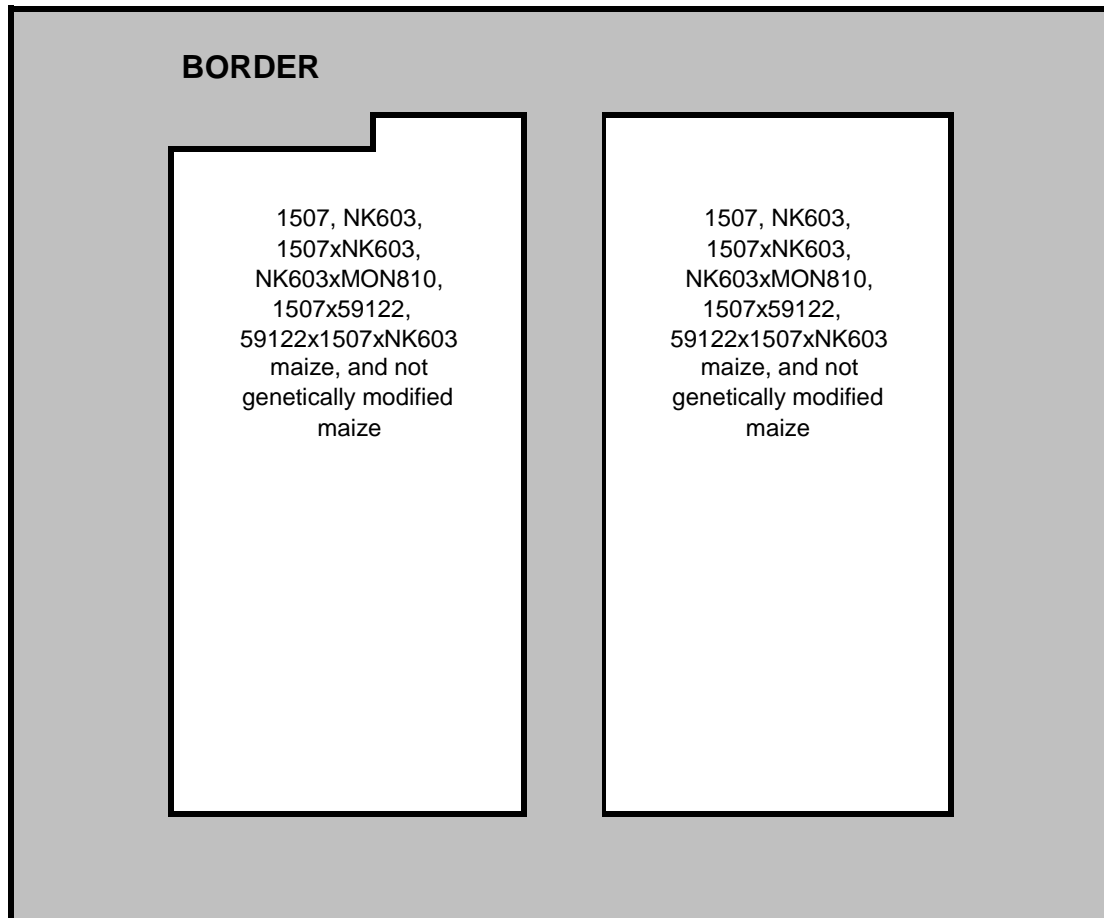 BORDER
1507, NK603,
1507xNK603,
NK603xMON810,
1507x59122,
59122x1507xNK603
maize, and not
genetically modified
maize
1507, NK603,
1507xNK603,
NK603xMON810,
1507x59122,
59122x1507xNK603
maize, and not
genetically modified
maize